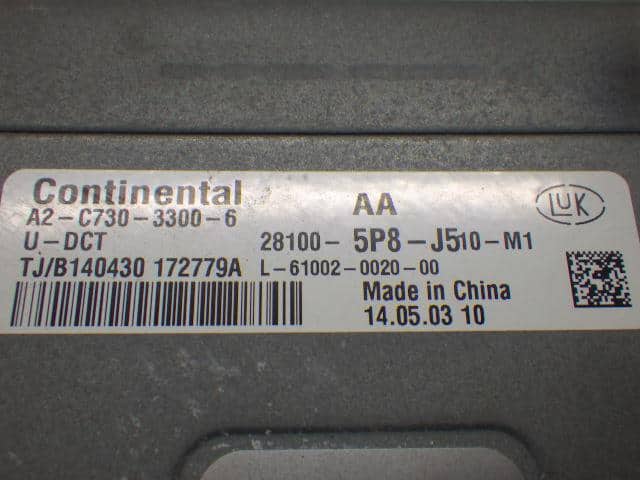 Continental
AA
LUK
A2-C730-3300-6
U-DCT
28100-5P8-J510-M1
TJ/B140430 172779A
L-61002-0020-00
Made in China
14.05.03 10